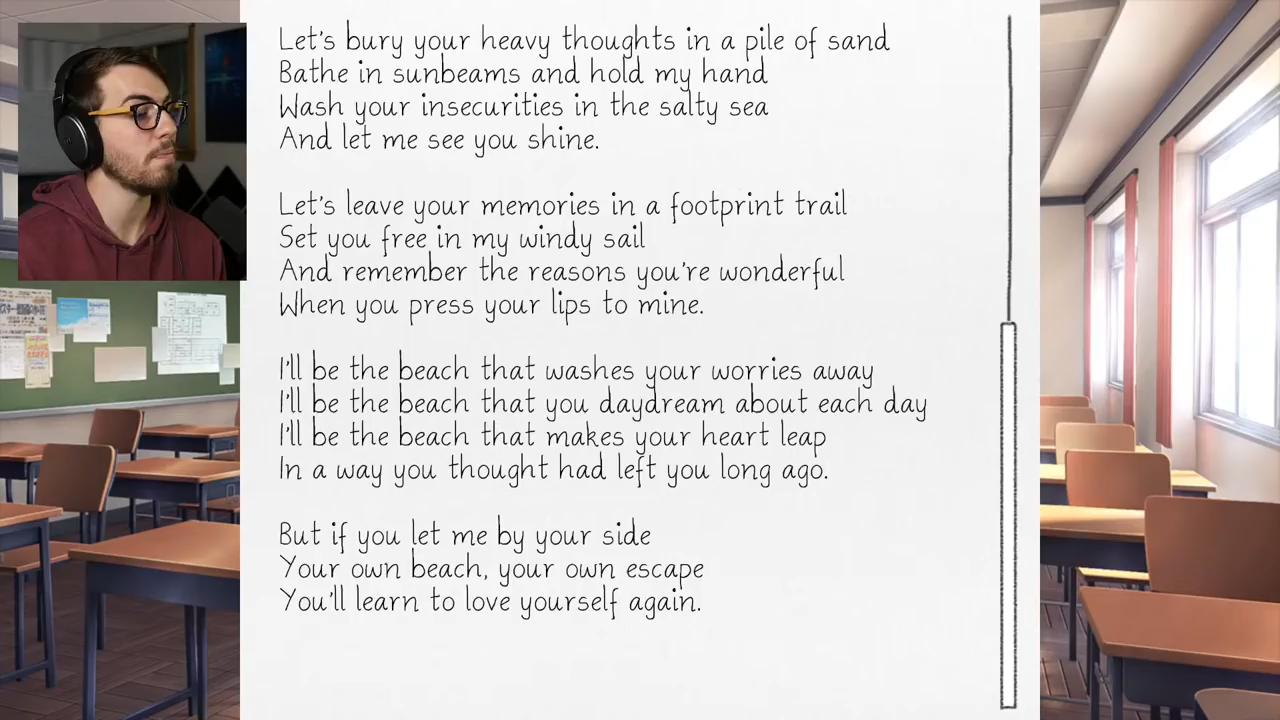 Let's bury your heavy thoughts in a pile of sand
Bathe in sunbeams and hold my hand
Wash your insecurities in the salty sea
And let me see you shine.
Let's leave your memories in a footprint trail
Set you free in my windy sail
And remember the reasons you're wonderful
When you press your lips to mine.
I'll be the beach that washes your worries away
I'll be the beach that you daydream about each day
I'll be the beach that makes your heart leap
In a way you thought had left you long ago.
But if you let me by your side
Your own beach, your own escape
You'll learn to love yourself again.